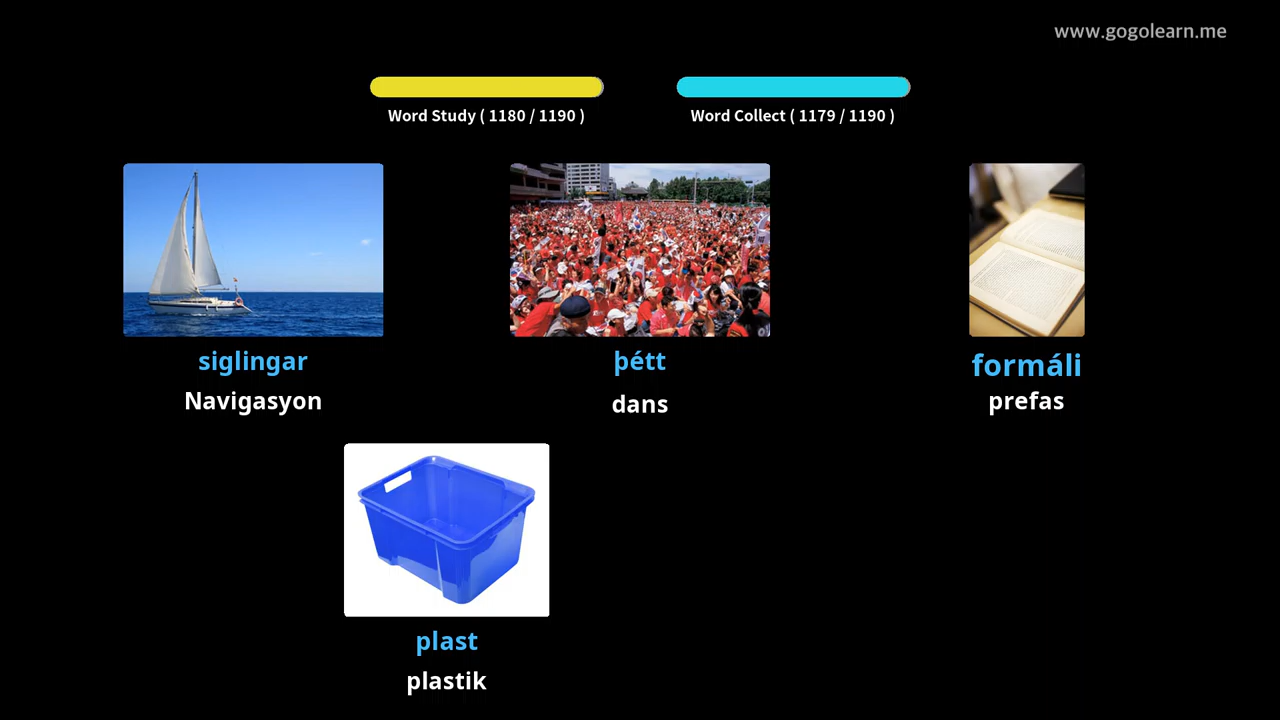 www.gogolearn.me
Word Study ( 1180 / 1190 )
Word Collect ( 1179 / 1190 )
siglingar
Navigasyon
þétt
dans
formáli
prefas
plast
plastik